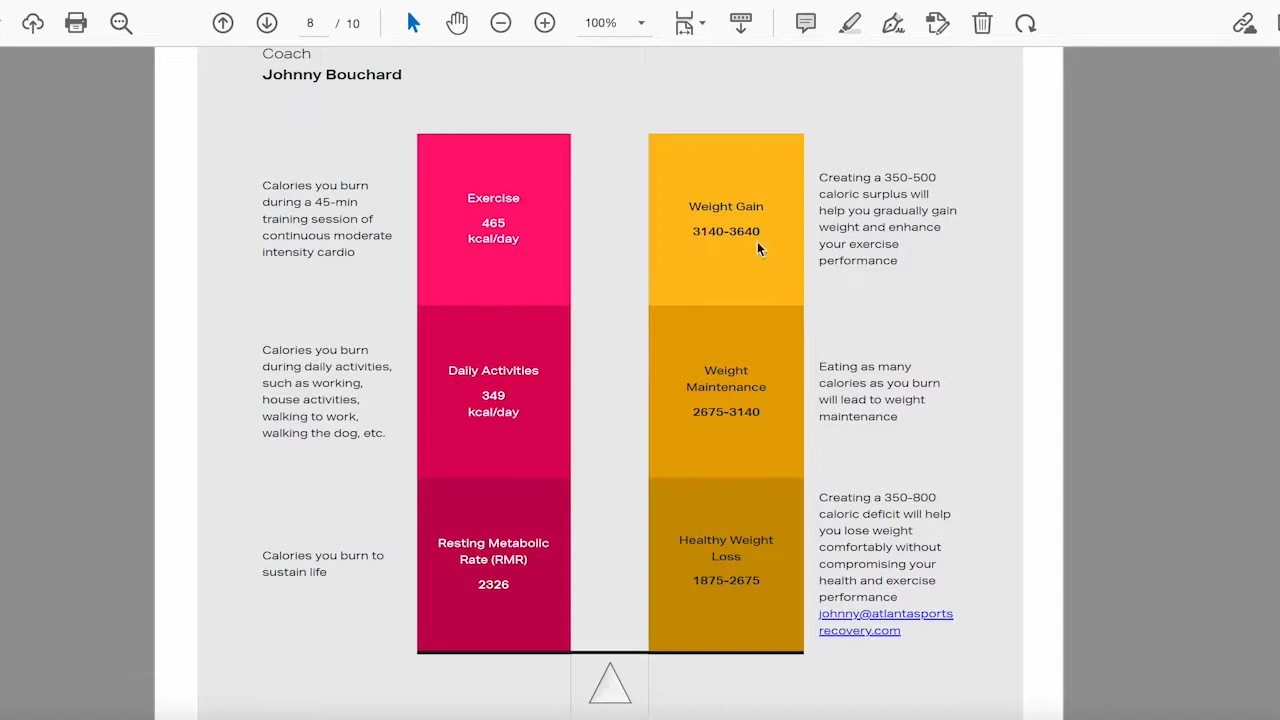 8 / 10
100%
Coach
Johnny Bouchard
Calories you burn
during a 45-min
training session of
continuous moderate
intensity cardio
Exercise
465
kcal/day
Weight Gain
3140-3640
Creating a 350-500
caloric surplus will
help you gradually gain
weight and enhance
your exercise
performance
Calories you burn
during daily activities,
such as working,
house activities,
walking to work,
walking the dog, etc.
Daily Activities
349
kcal/day
Weight
Maintenance
2675-3140
Eating as many
calories as you burn
will lead to weight
maintenance
Calories you burn to
sustain life
Resting Metabolic
Rate (RMR)
2326
Healthy Weight
Loss
1875-2675
Creating a 350-800
caloric deficit will help
you lose weight
comfortably without
compromising your
health and exercise
performance
johnny@atlantasports
recovery.com